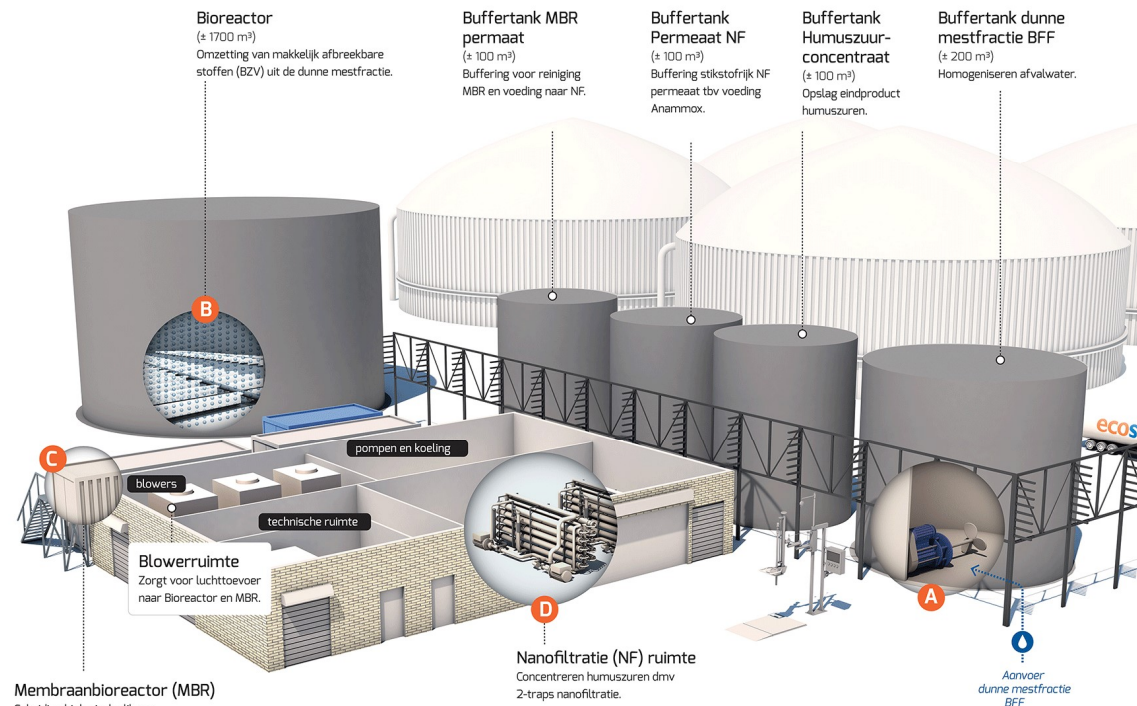 Bioreactor
(± 1700 m³)
Omzetting van makkelijk afbreekbare
stoffen (BZV) uit de dunne mestfractie.
Buffertank MBR
permaat
(± 100 m³)
Buffering voor reiniging
MBR en voeding naar NF.
Buffertank
Permeaat NF
(± 100 m³)
Buffering stikstofrijk NF
permeaat tbv voeding
Anammox.
Buffertank
Humuszuur-
concentraat
(± 100 m³)
Opslag eindproduct
humuszuren.
Buffertank dunne
mestfractie BFF
(± 200 m³)
Homogeniseren afvalwater.
B
ecos
C
pompen en koeling
blowers
technische ruimte
Blowerruimte
Zorgt voor luchttoevoer
naar Bioreactor en MBR.
A
D
Nanofiltratie (NF) ruimte
Concentreren humuszuren dmv
2-traps nanofiltratie.
Aanvoer
dunne mestfractie
BFF
Membraanbioreactor (MBR)